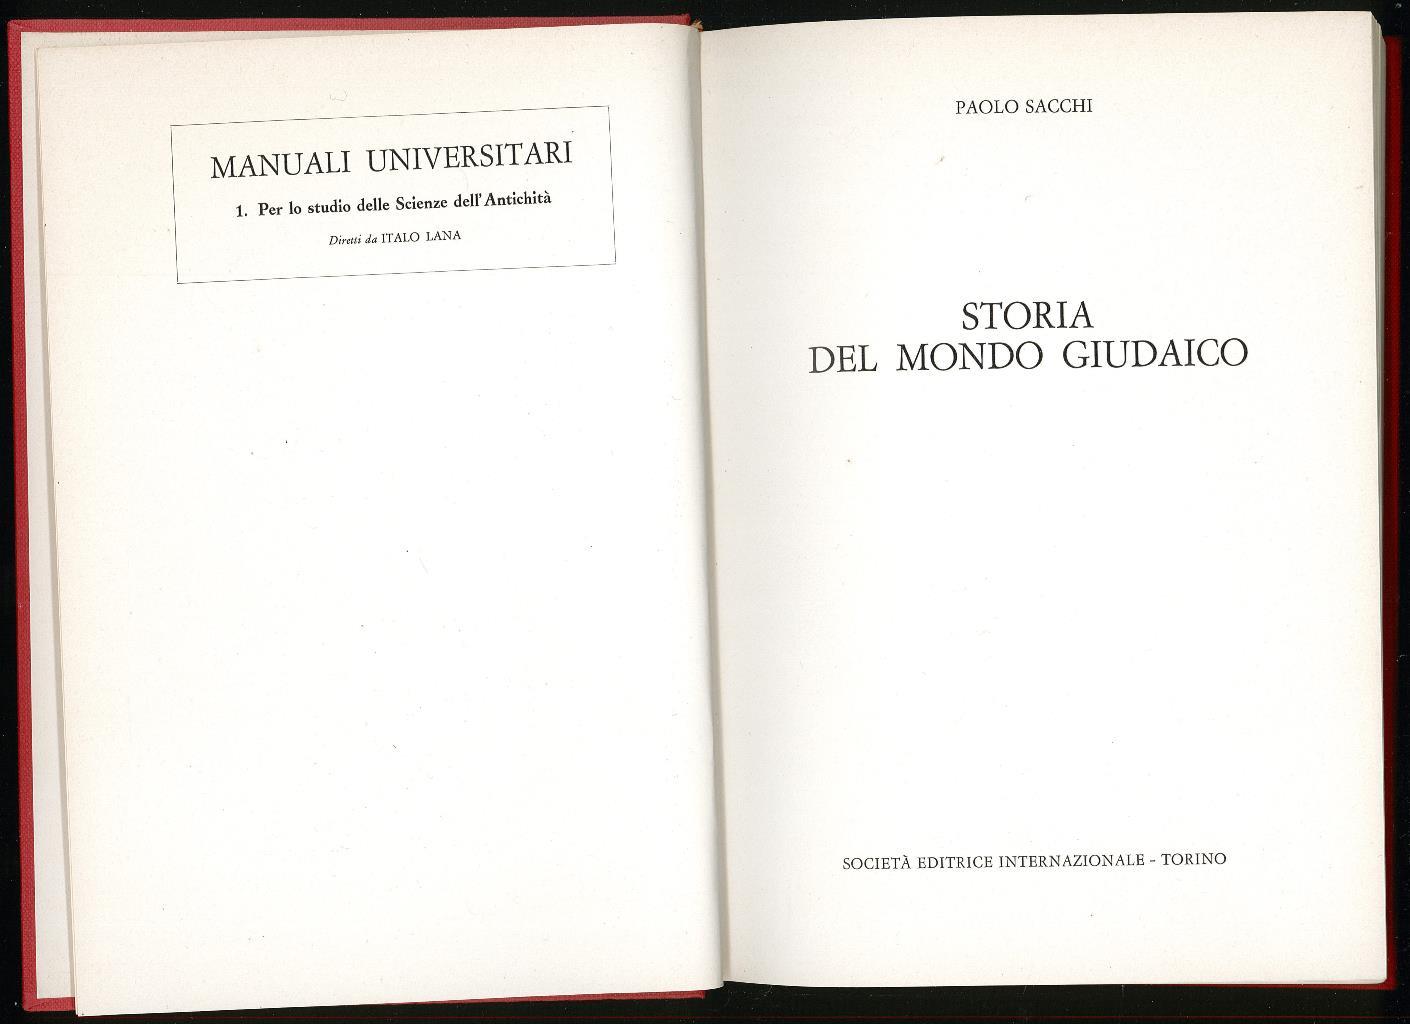 MANUALI UNIVERSITARI
1. Per lo studio delle Scienze dell'Antichità
Diretti da ITALO LANA
PAOLO SACCHI
STORIA
DEL MONDO GIUDAICO
SOCIETÀ EDITRICE INTERNAZIONALE - TORINO